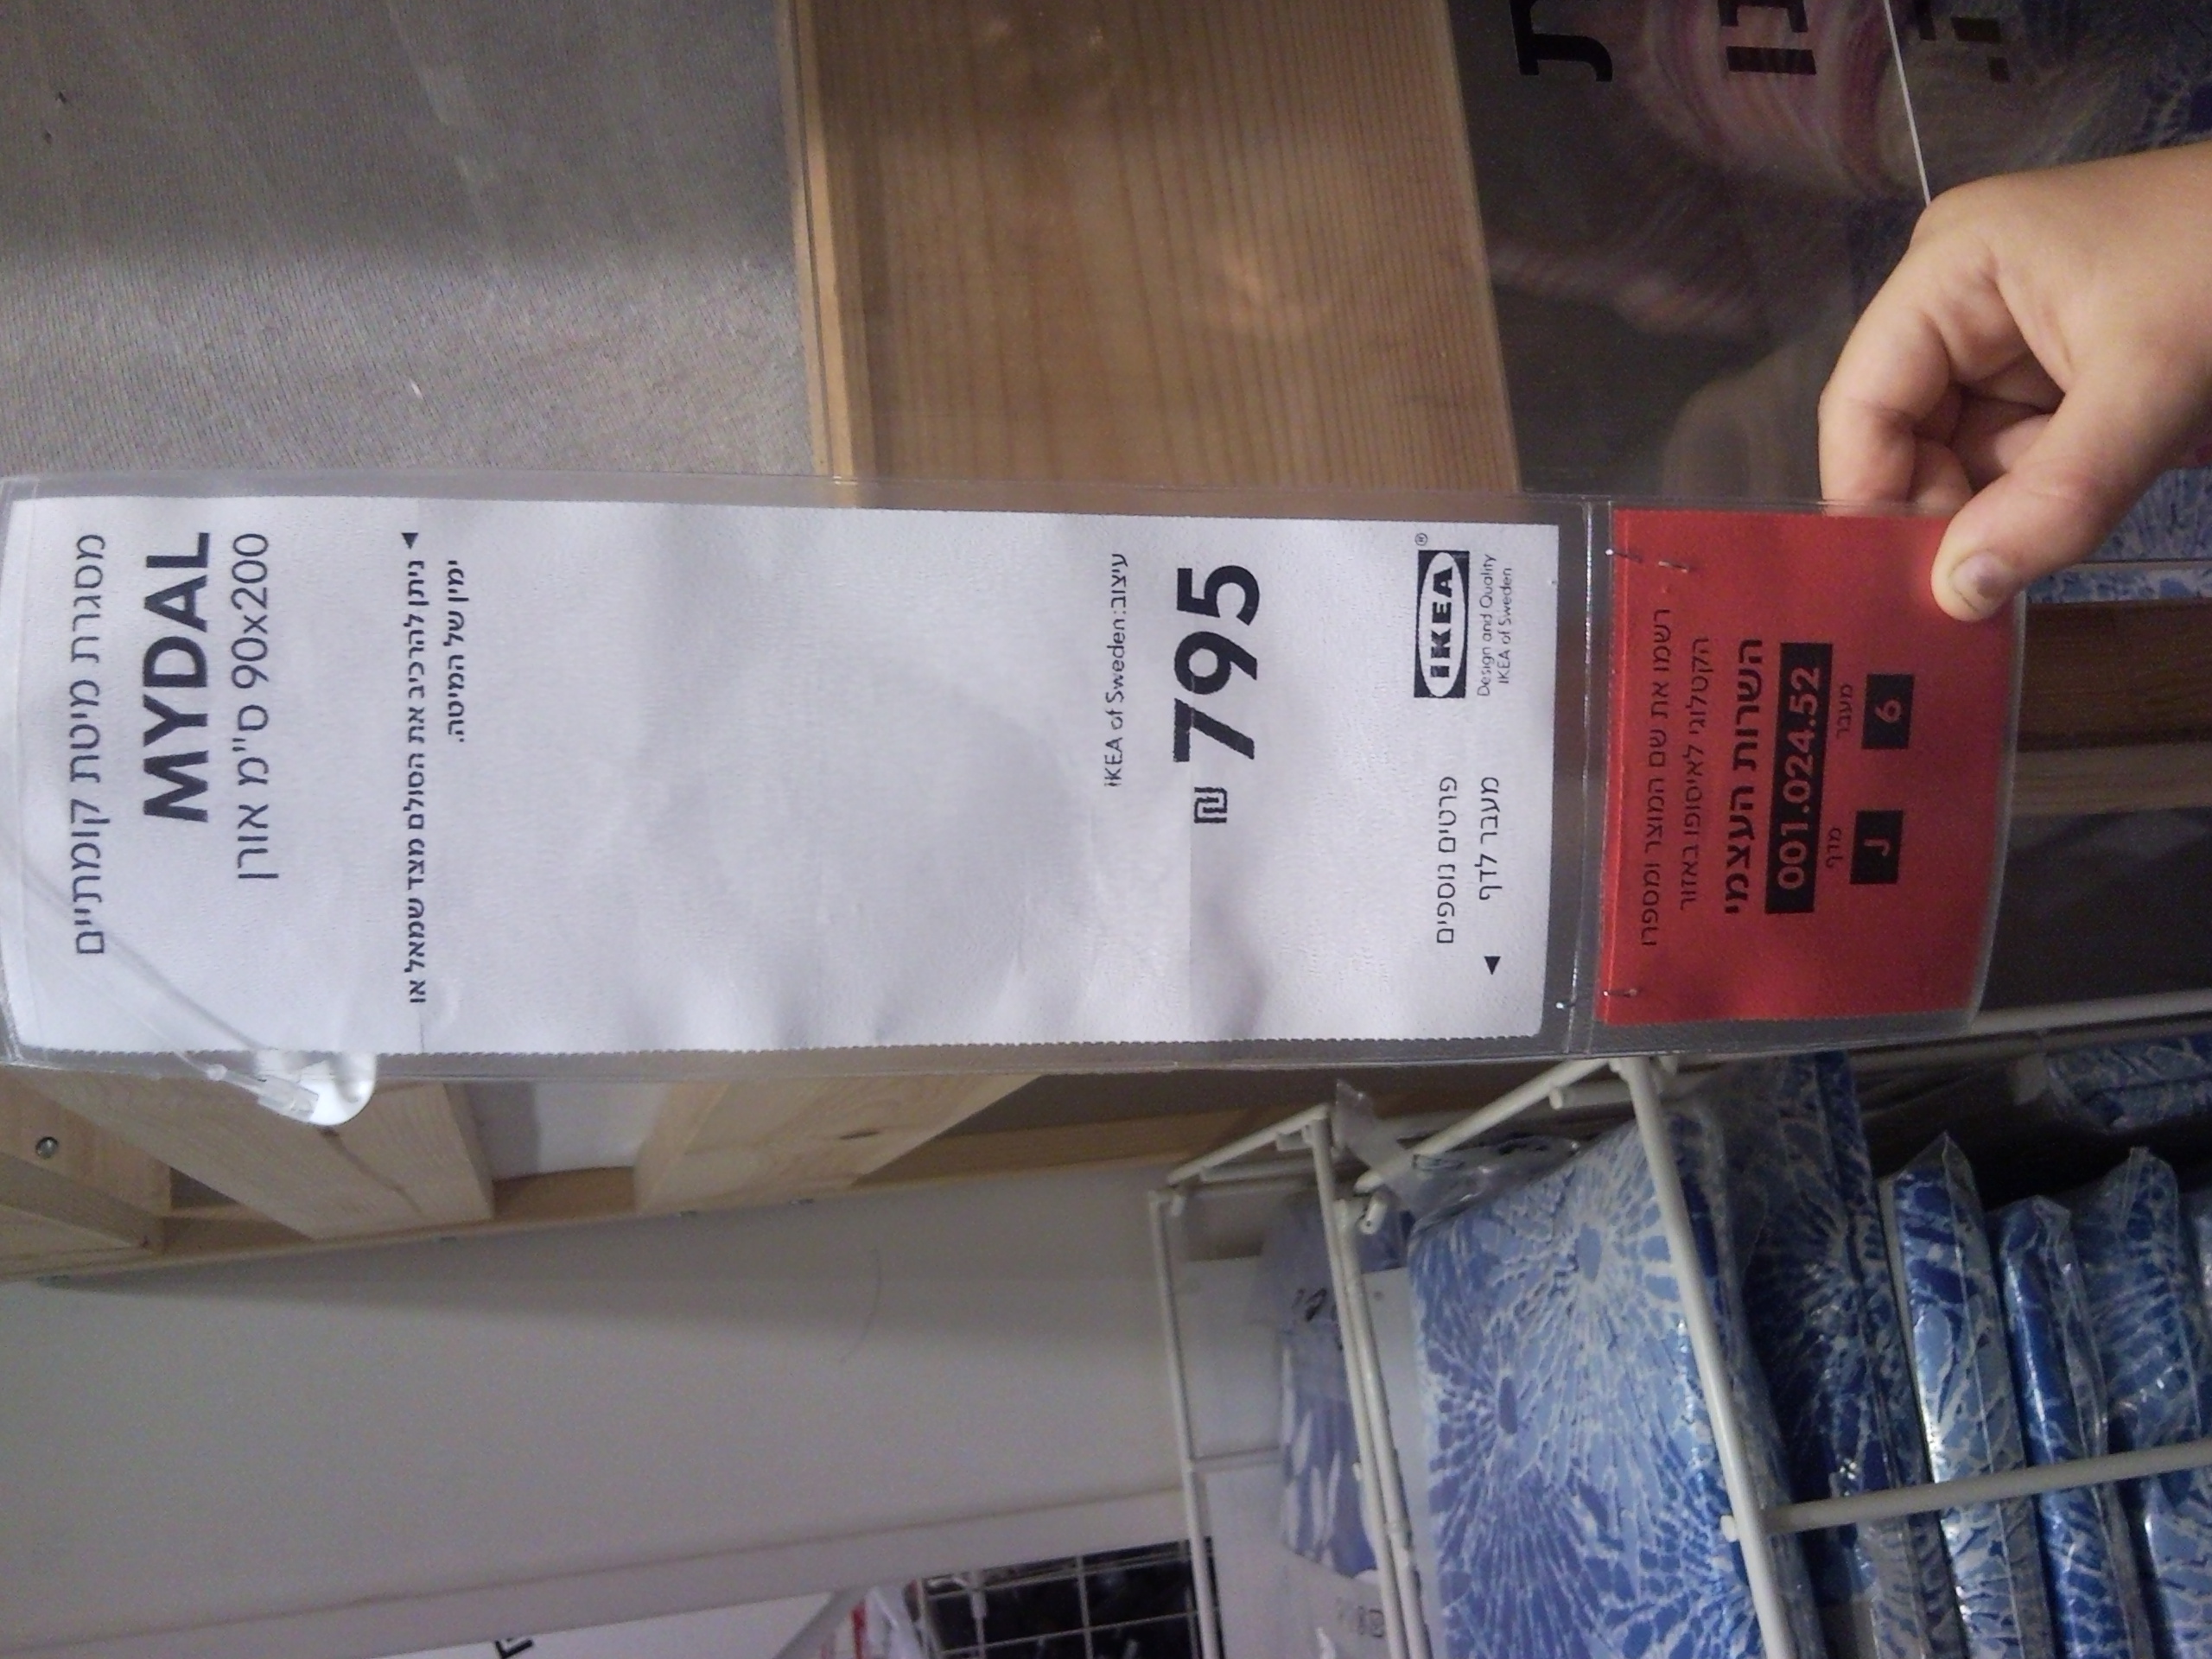 מסגרת מיטת קומתיים
MYDAL
90x200 ס"מ אורן
◄ ניתן להרכיב את הסולם מצד שמאל או
ימין של המיטה.
עיצוב: IKEA of Sweden
₪ 795
IKEA®
Design and Quality
IKEA of Sweden
פרטים נוספים
מעבר לדף ◄
רשמו את שם המוצר ומספרו
הקטלוגי לאיסופו באזור
השרות העצמי
001.024.52
מעבר מדף
6 J